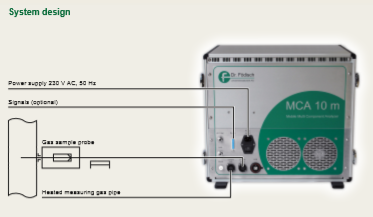 System design
Power supply 230 V AC, 50 Hz
Signals (optional)
Gas sample probe
Heated measuring gas pipe
Dr. Födisch
MCA 10 m